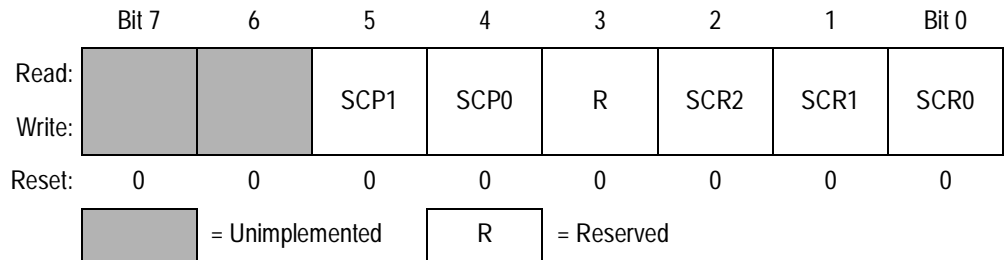 Bit 7 6 5 4 3 2 1 Bit 0
Read:
SCP1 SCP0 R SCR2 SCR1 SCR0
Write:
Reset: 0 0 0 0 0 0 0 0
= Unimplemented R = Reserved